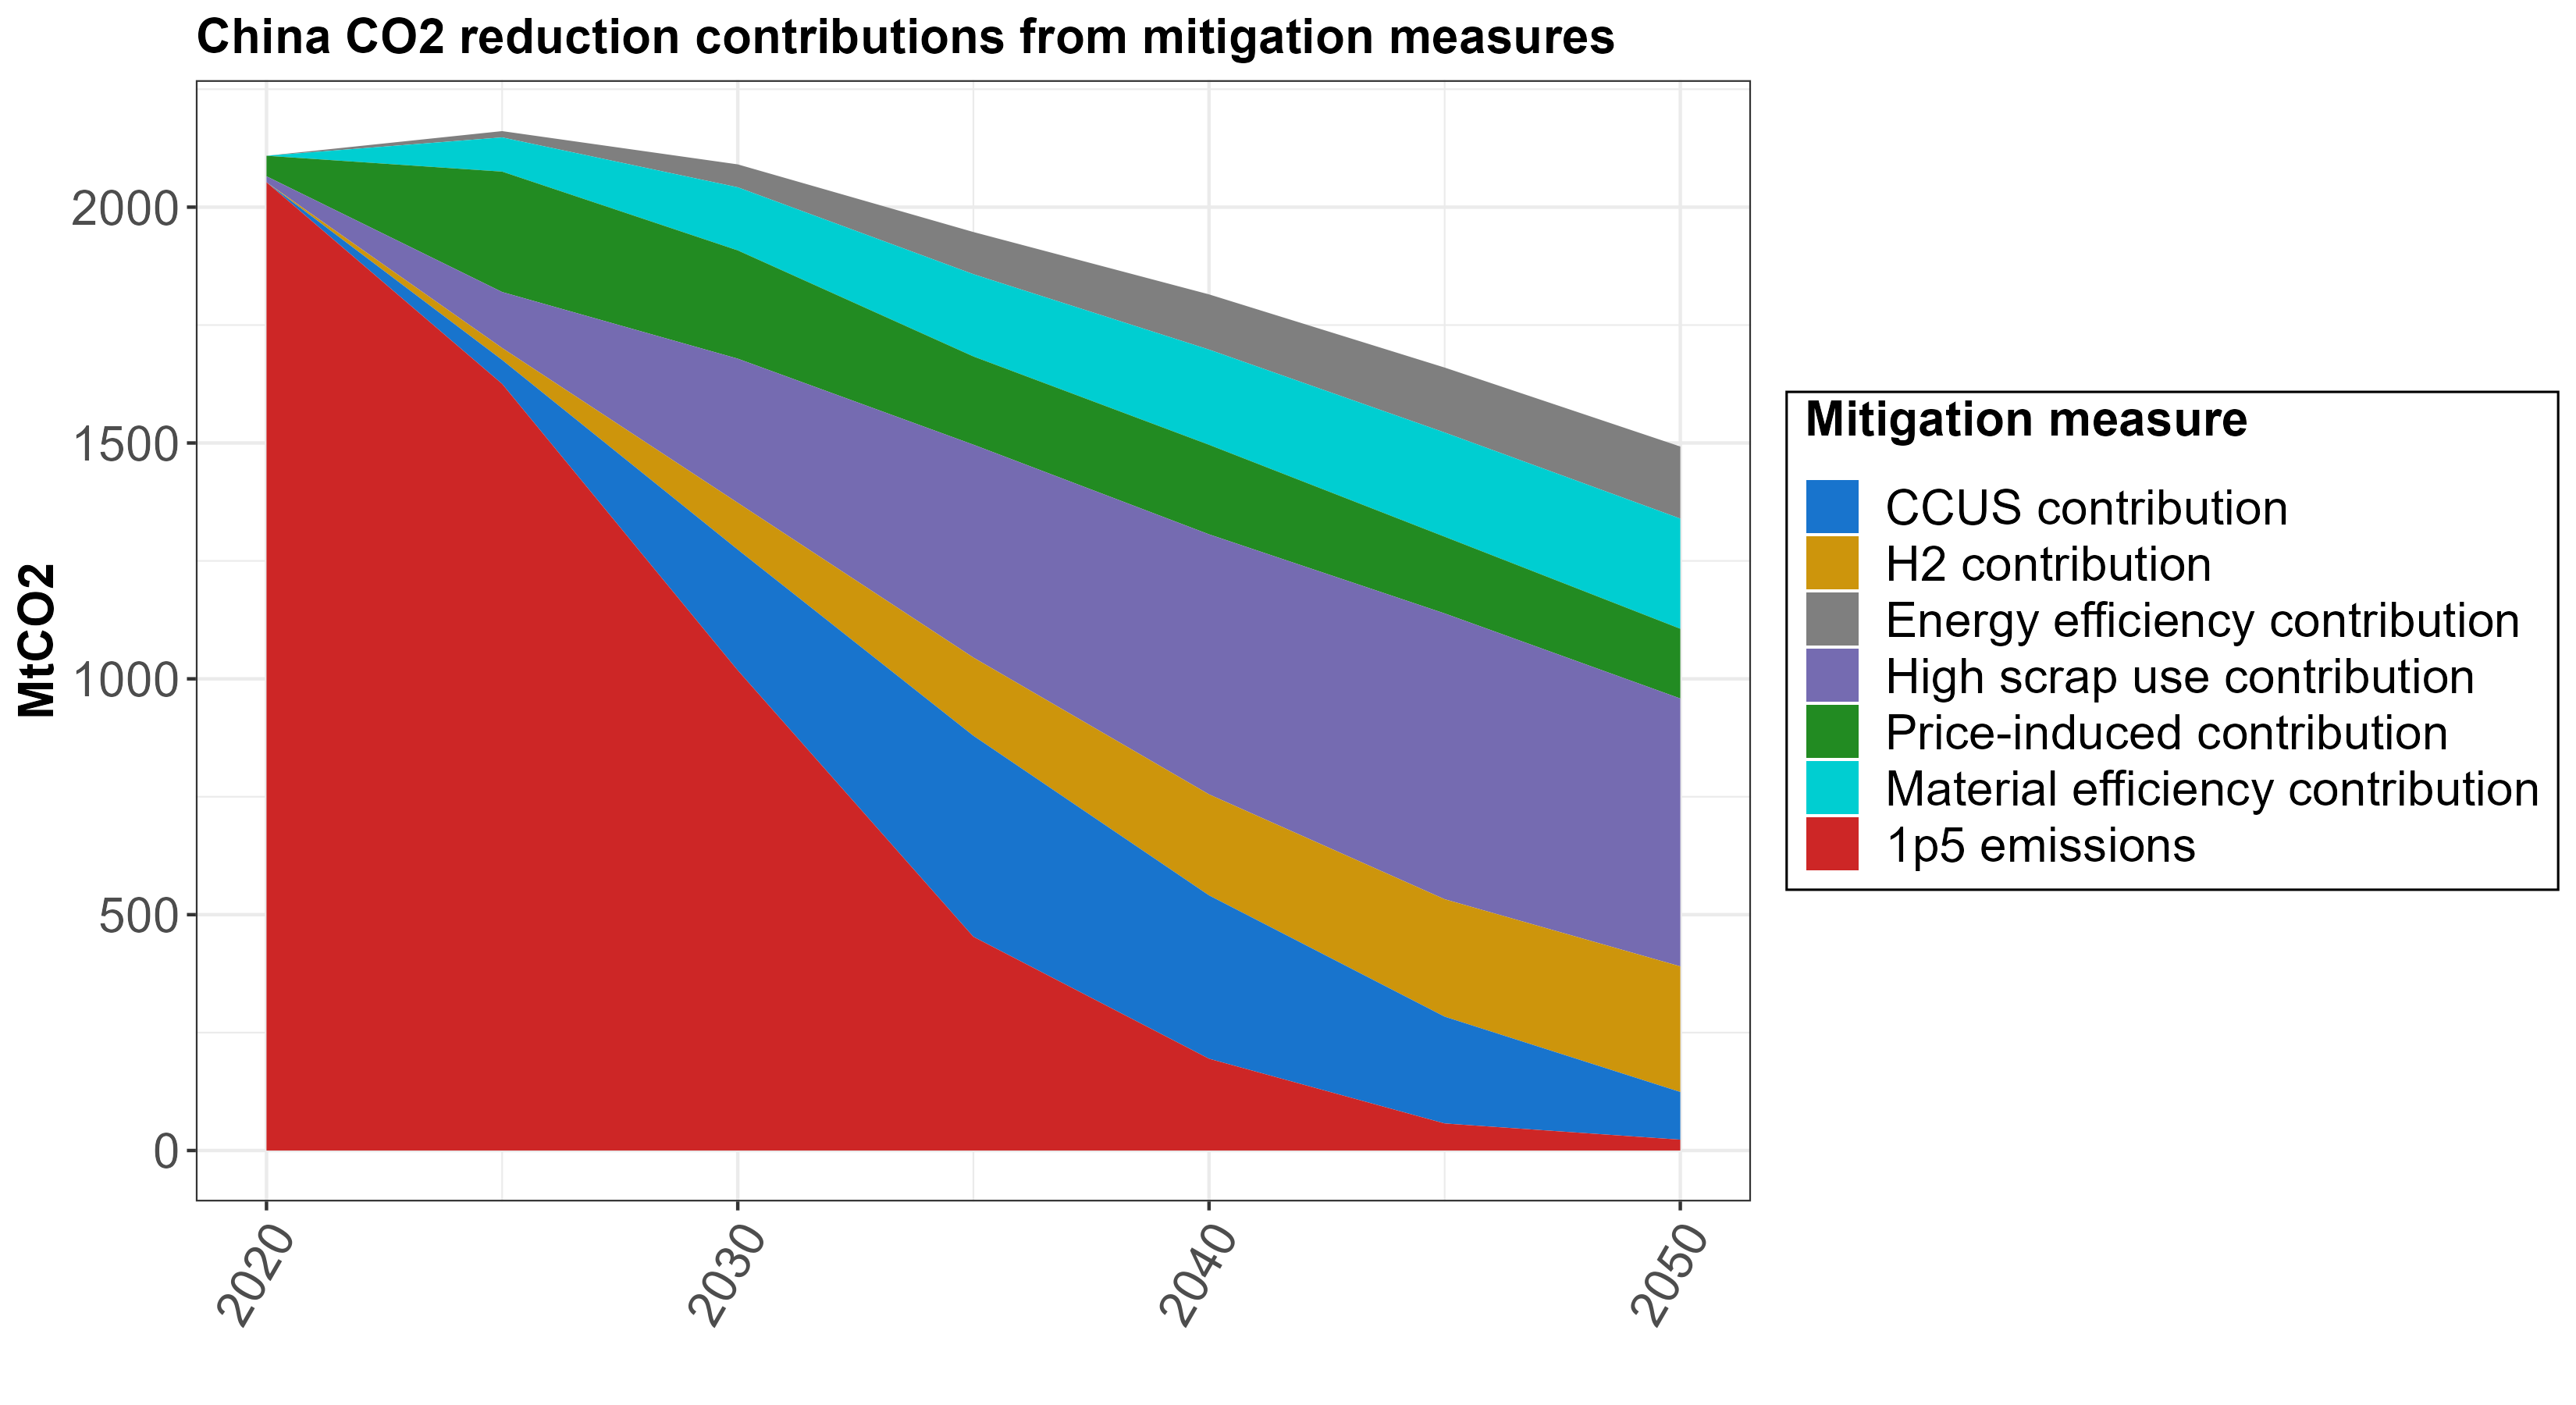 China CO2 reduction contributions from mitigation measures
MtCO2
2000
1500
1000
500
0
2020
2030
2040
2050
Mitigation measure
CCUS contribution
H2 contribution
Energy efficiency contribution
High scrap use contribution
Price-induced contribution
Material efficiency contribution
1p5 emissions